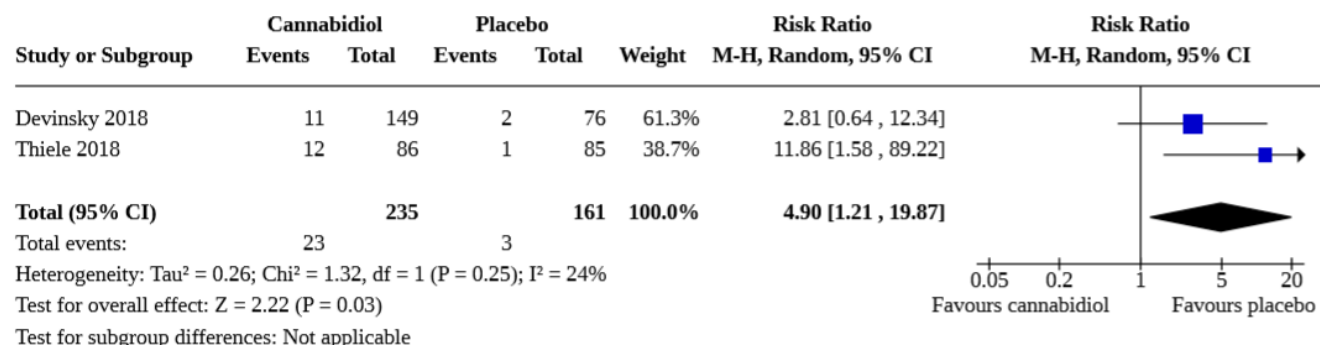 Cannabidiol Placebo Risk Ratio Risk Ratio
Study or Subgroup Events Total Events Total Weight M-H, Random, 95% CI M-H, Random, 95% CI
Devinsky 2018 11 149 2 76 61.3% 2.81 [0.64 , 12.34]
Thiele 2018 12 86 1 85 38.7% 11.86 [1.58 , 89.22]
Total (95% CI) 235 161 100.0% 4.90 [1.21 , 19.87]
Total events: 23 3
Heterogeneity: Tau² = 0.26; Chi² = 1.32, df = 1 (P = 0.25); I² = 24%
0.05 0.2 1 5 20
Test for overall effect: Z = 2.22 (P = 0.03)
Favours cannabidiol Favours placebo
Test for subgroup differences: Not applicable